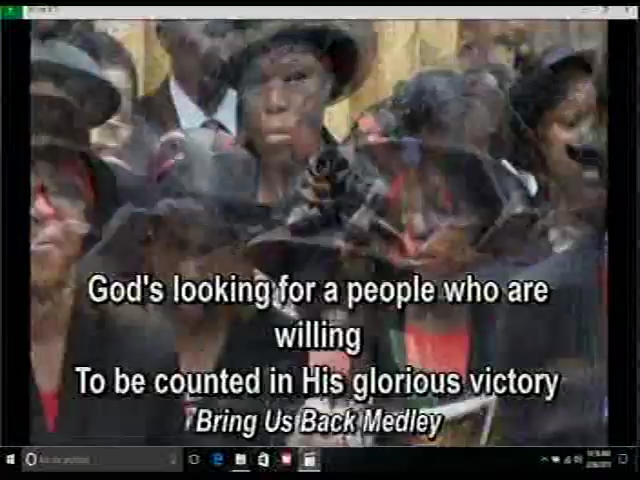 God's looking for a people who are
willing
To be counted in His glorious victory
Bring Us Back Medley